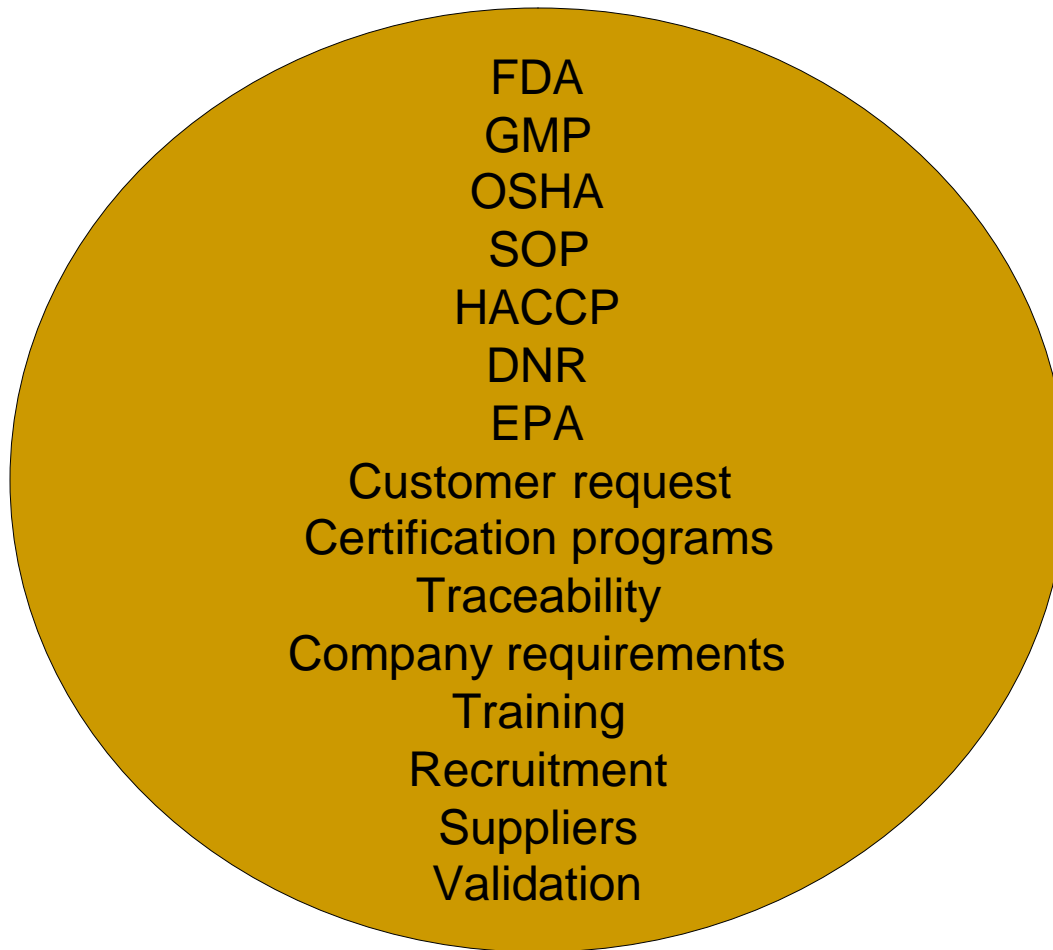 FDA
GMP
OSHA
SOP
HACCP
DNR
EPA
Customer request
Certification programs
Traceability
Company requirements
Training
Recruitment
Suppliers
Validation